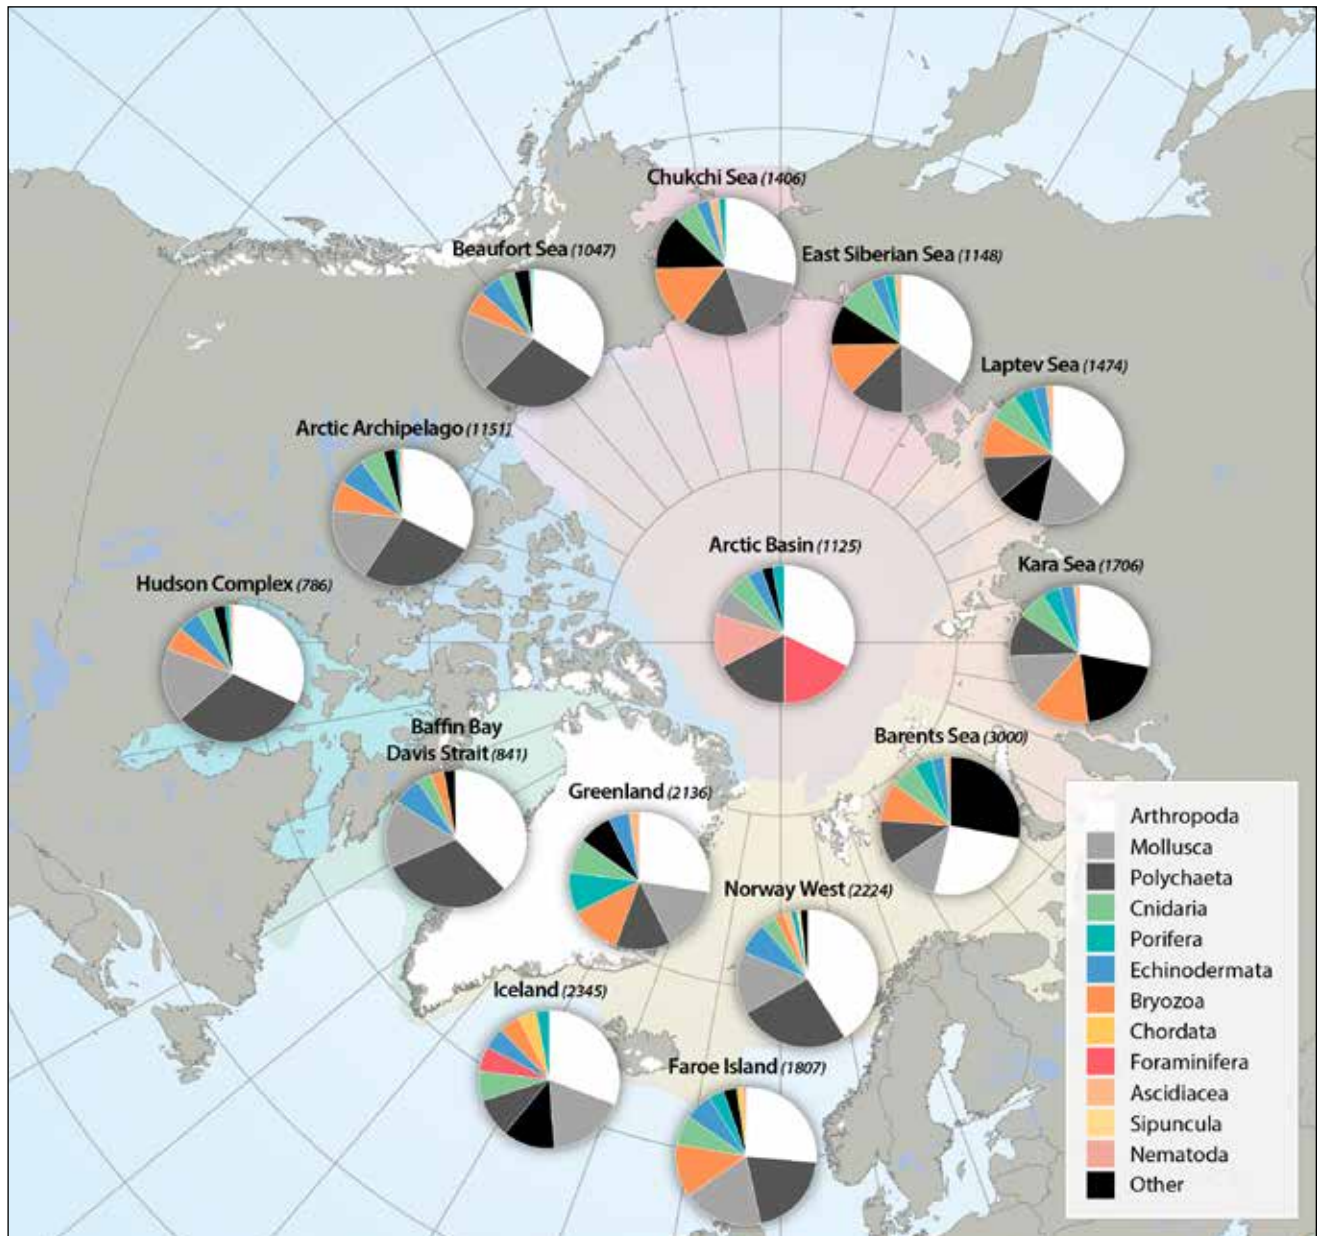 Chukchi Sea (1406)
Beaufort Sea (1047)
East Siberian Sea (1148)
Laptev Sea (1474)
Arctic Archipelago (1151)
Arctic Basin (1125)
Kara Sea (1706)
Hudson Complex (786)
Baffin Bay
Davis Strait (841)
Barents Sea (3000)
Greenland (2136)
Norway West (2224)
Iceland (2345)
Faroe Island (1807)
Arthropoda
Mollusca
Polychaeta
Cnidaria
Porifera
Echinodermata
Bryozoa
Chordata
Foraminifera
Ascidiacea
Sipuncula
Nematoda
Other